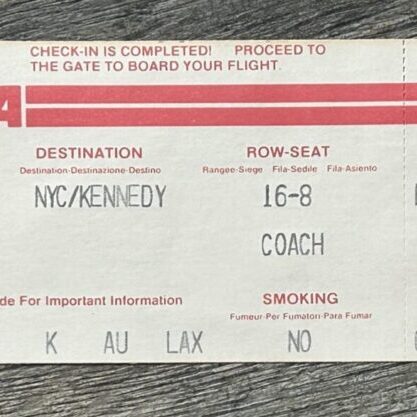 CHECK-IN IS COMPLETED! PROCEED TO
THE GATE TO BOARD YOUR FLIGHT.
A
DESTINATION
Destination-Destinazione-Destino
NYC/KENNEDY
ROW-SEAT
Rangee-Siege Fila-Sedile Fila-Asiento
16-8
COACH
de For Important Information
SMOKING
Fumeur-Per Fumatori-Para Fumar
K AU LAX
NO